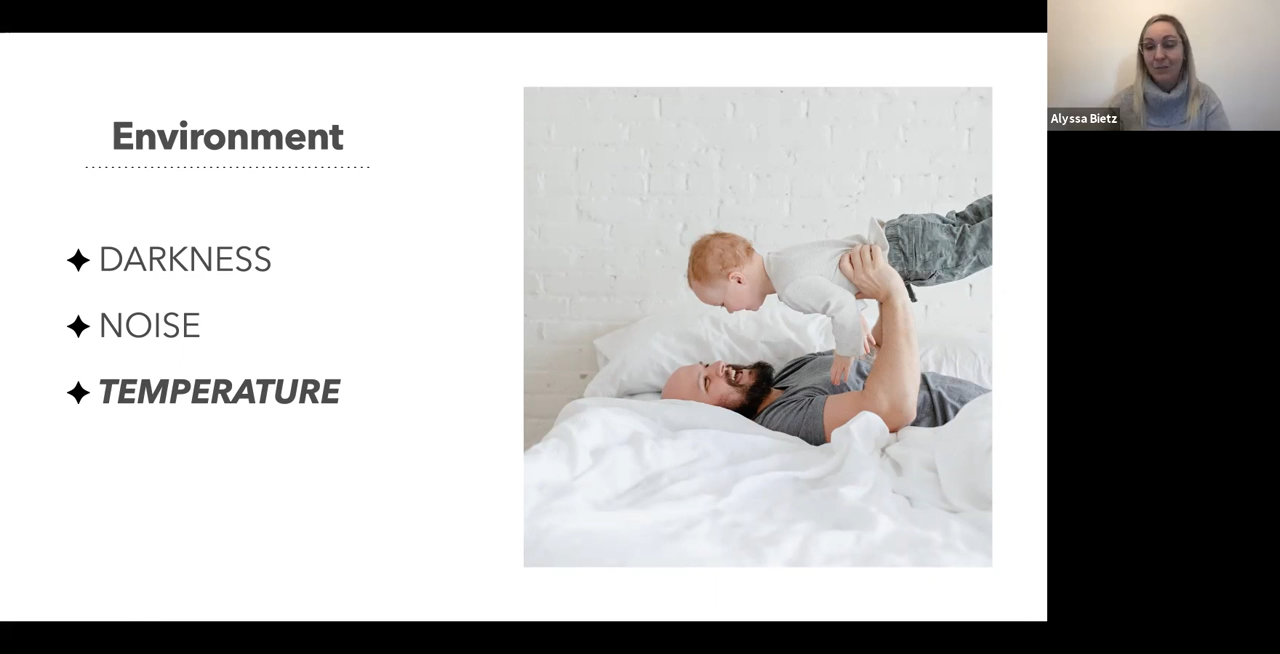 Environment
DARKNESS
NOISE
TEMPERATURE
Alyssa Bietz